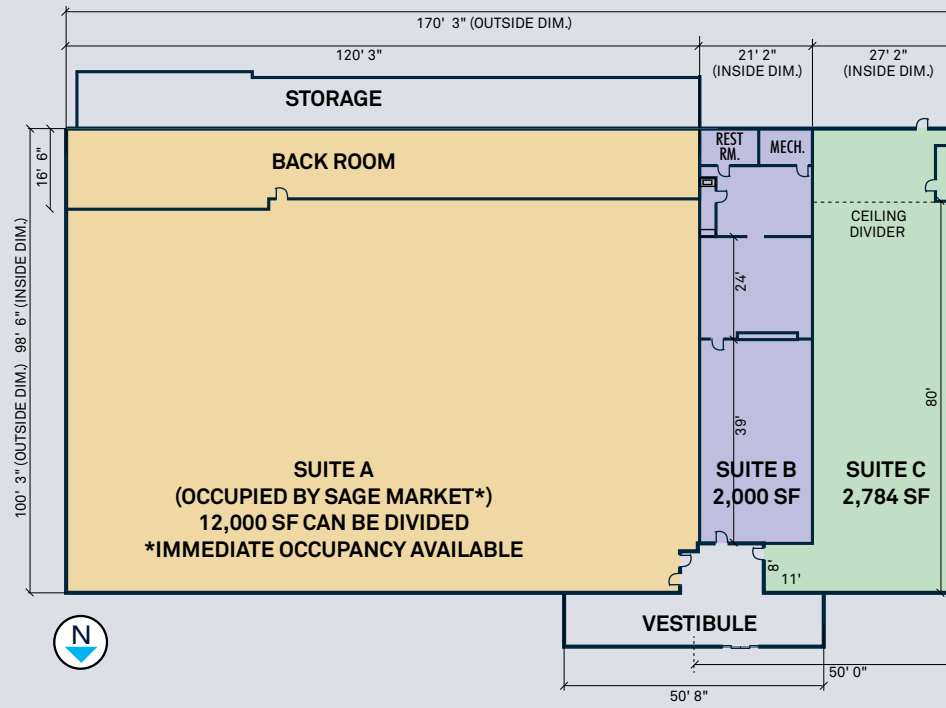 170' 3" (OUTSIDE DIM.)
120' 3"
21' 2"
(INSIDE DIM.)
27' 2"
(INSIDE DIM.)
STORAGE
BACK ROOM
REST
RM.
MECH.
16' 6"
CEILING
DIVIDER
100' 3" (OUTSIDE DIM.) 98' 6" (INSIDE DIM.)
24'
39'
80'
SUITE A
(OCCUPIED BY SAGE MARKET*)
12,000 SF CAN BE DIVIDED
*IMMEDIATE OCCUPANCY AVAILABLE
SUITE B
2,000 SF
SUITE C
2,784 SF
8'
11'
VESTIBULE
N
50' 0"
50' 8"